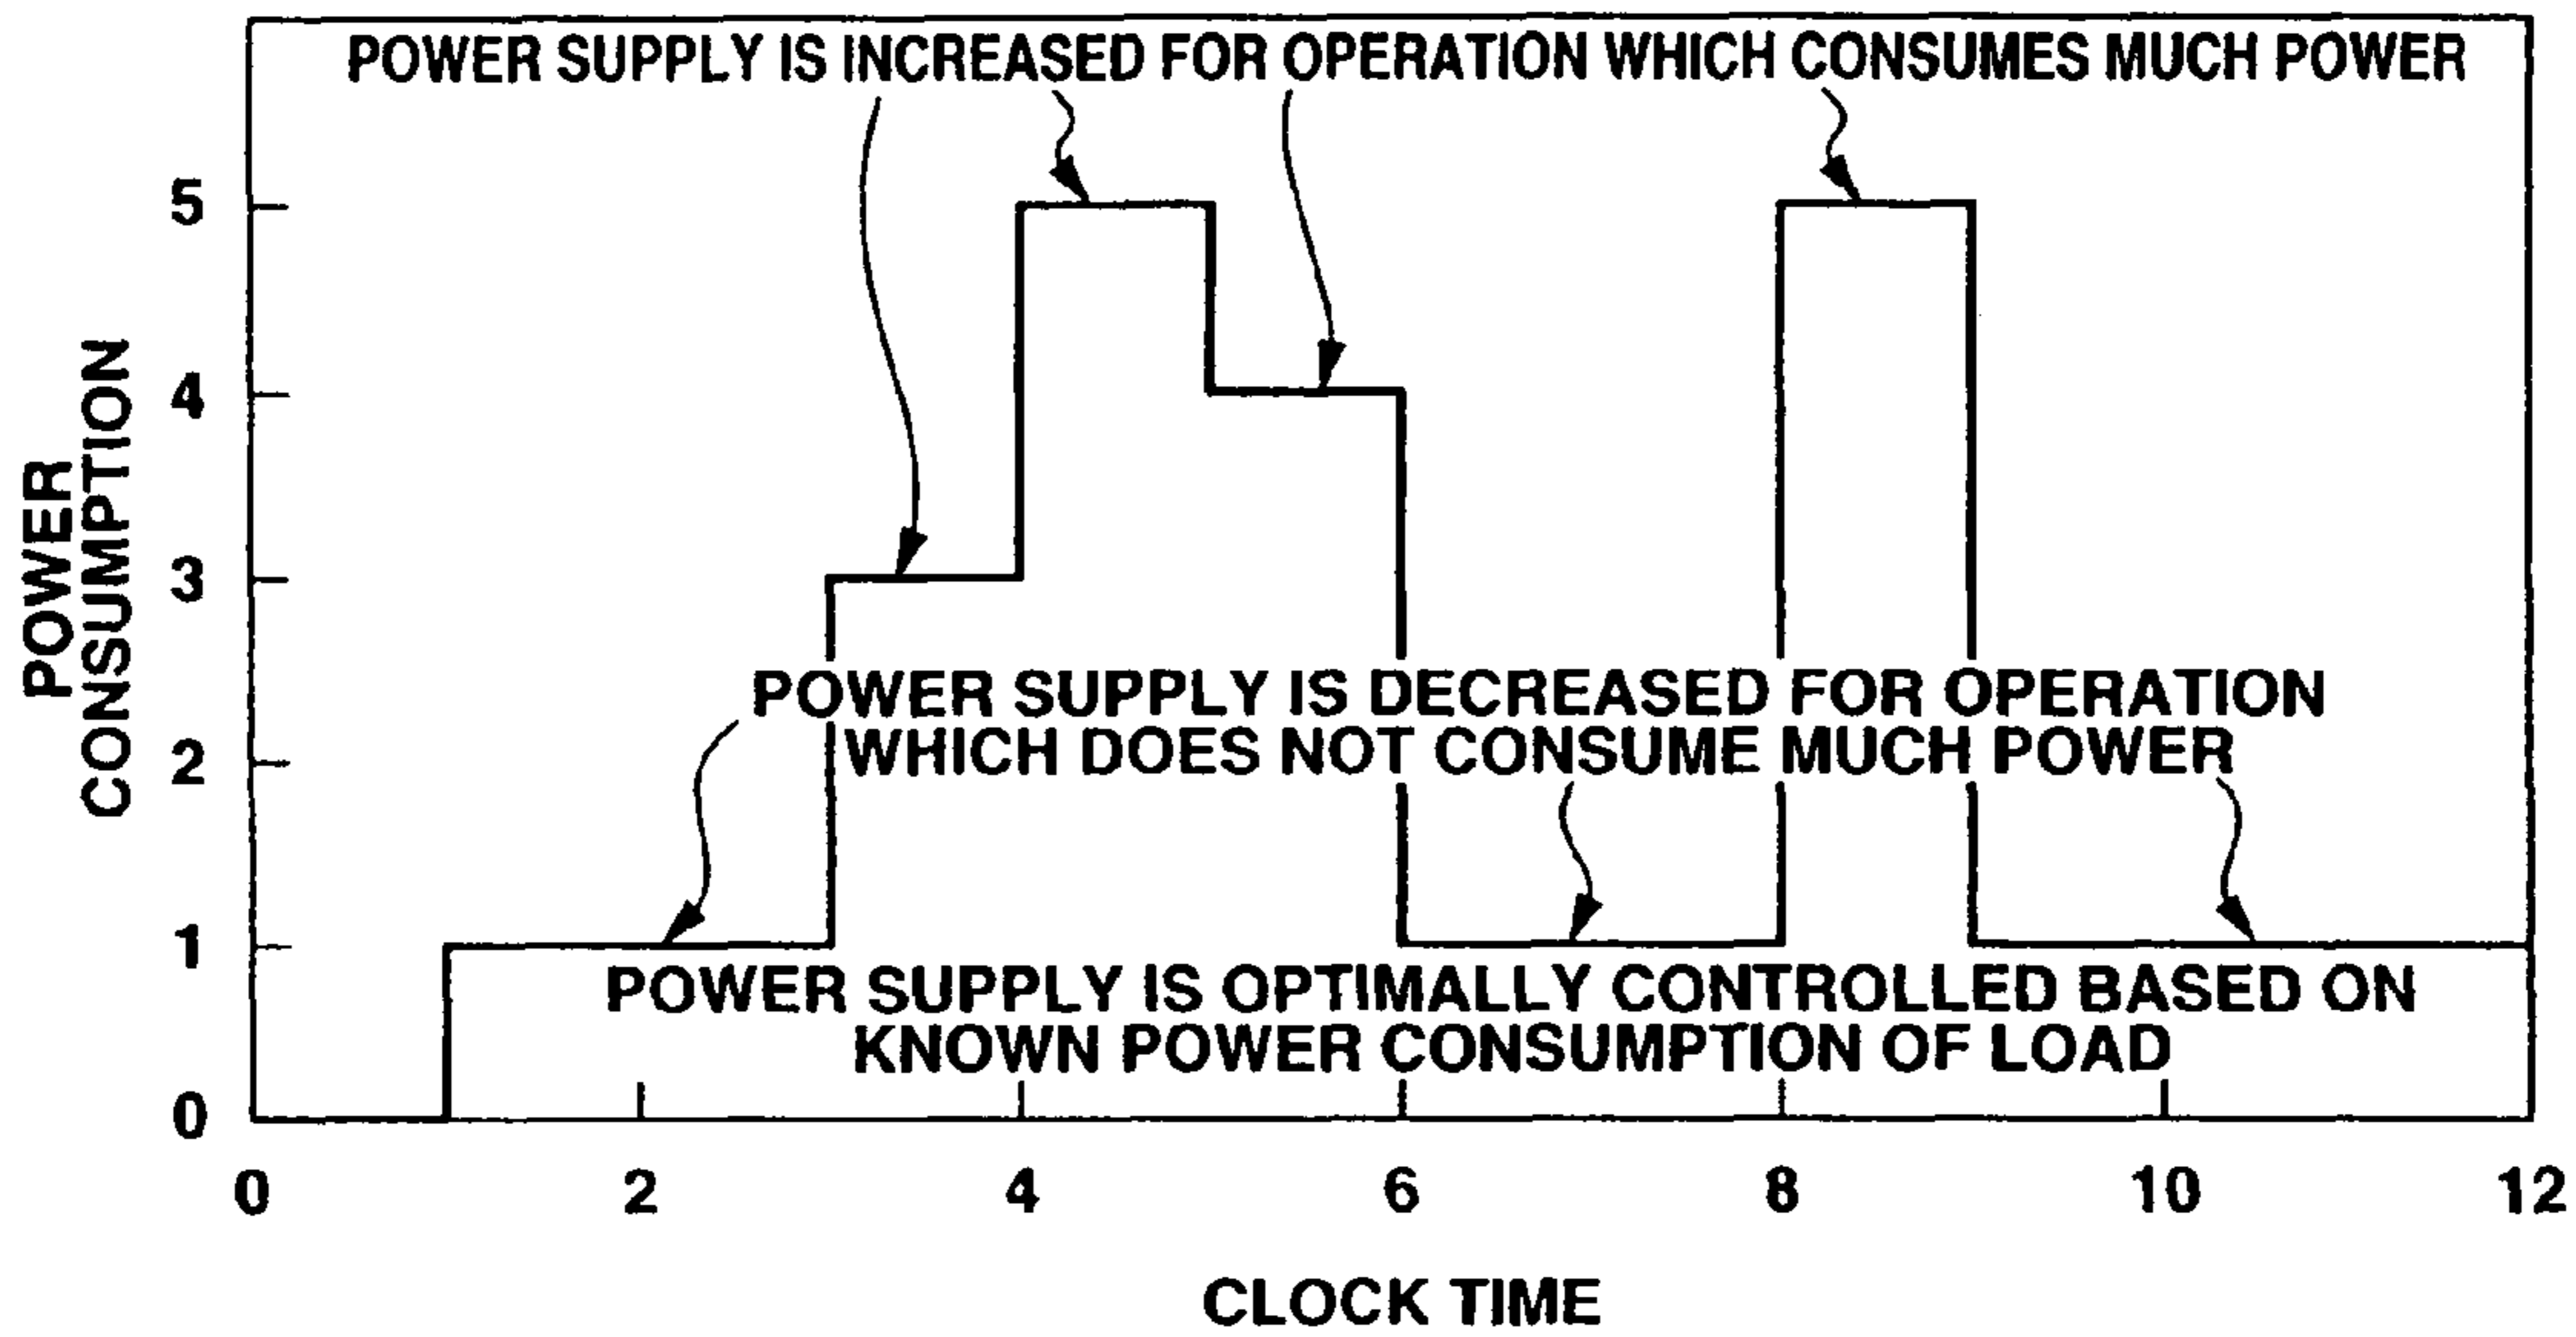 POWER SUPPLY IS INCREASED FOR OPERATION WHICH CONSUMES MUCH POWER
5
4
3
2
1
0
POWER
CONSUMPTION
POWER SUPPLY IS DECREASED FOR OPERATION
WHICH DOES NOT CONSUME MUCH POWER
POWER SUPPLY IS OPTIMALLY CONTROLLED BASED ON
KNOWN POWER CONSUMPTION OF LOAD
0 2 4 6 8 10 12
CLOCK TIME